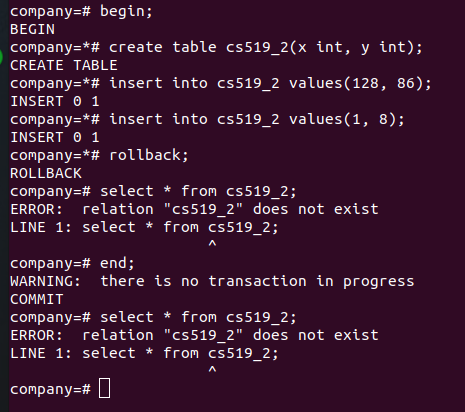 company=# begin;
BEGIN
company=*# create table cs519_2(x int, y int);
CREATE TABLE
company=*# insert into cs519_2 values(128, 86);
INSERT 0 1
company=*# insert into cs519_2 values(1, 8);
INSERT 0 1
company=*# rollback;
ROLLBACK
company=# select * from cs519_2;
ERROR:  relation "cs519_2" does not exist
LINE 1: select * from cs519_2;
                      ^
company=# end;
WARNING:  there is no transaction in progress
COMMIT
company=# select * from cs519_2;
ERROR:  relation "cs519_2" does not exist
LINE 1: select * from cs519_2;
                      ^
company=#